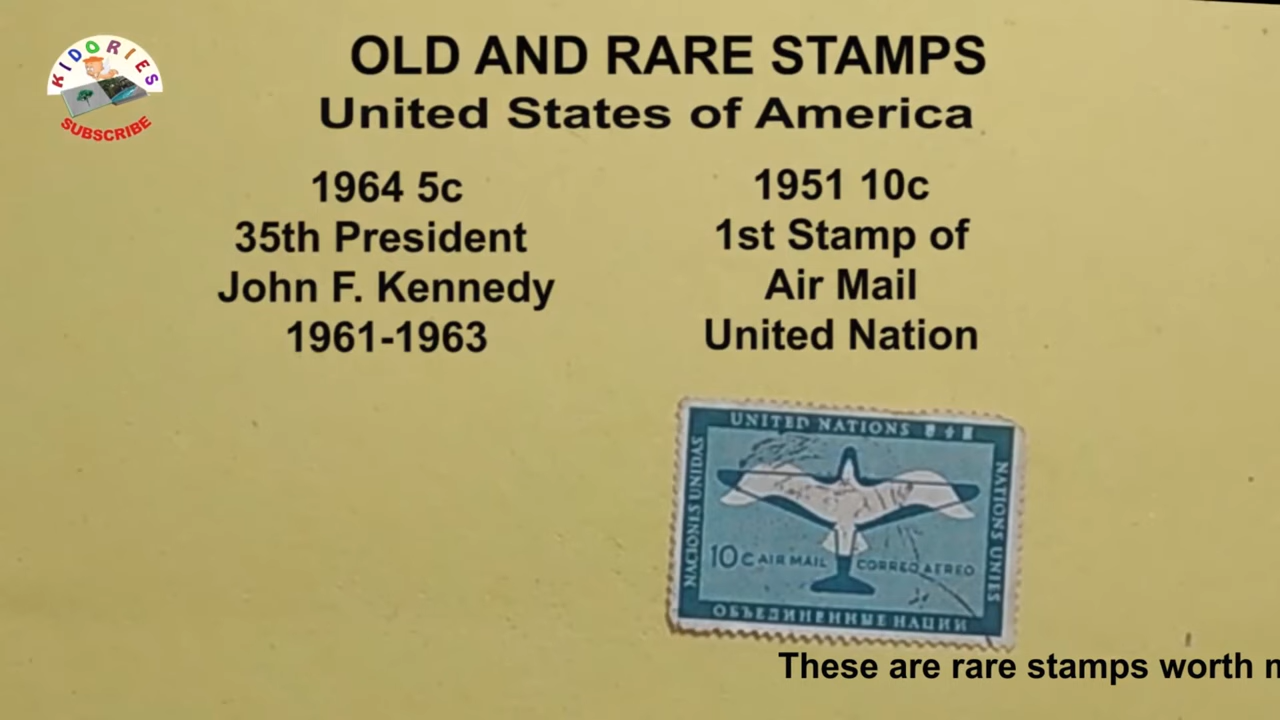 KIDORIES
SUBSCRIBE
OLD AND RARE STAMPS
United States of America
1964 5c
35th President
John F. Kennedy
1961-1963
1951 10c
1st Stamp of
Air Mail
United Nation
UNITED NATIONS
NACIONES UNIDAS
NATIONS UNIES
10C AIR MAIL CORREO AEREO
ОБЪЕДИНЕННЫЕ НАЦИИ
These are rare stamps worth